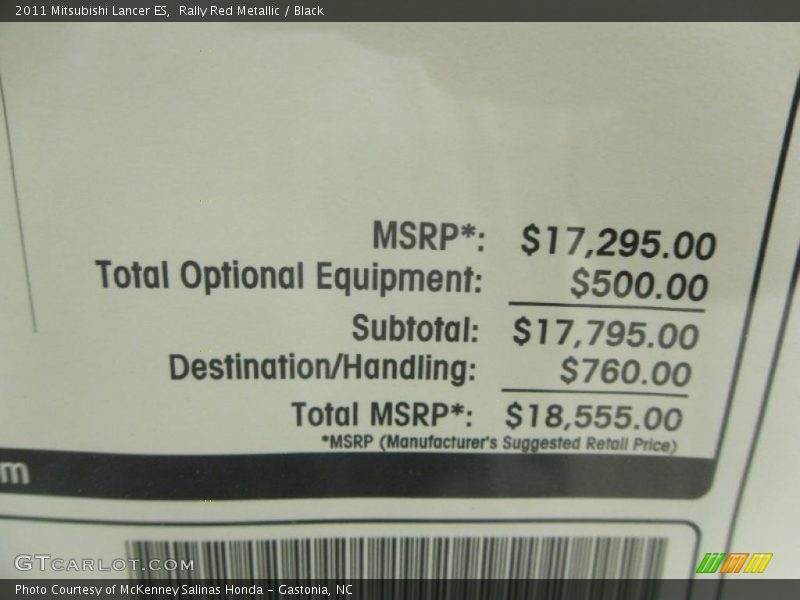 2011 Mitsubishi Lancer ES, Rally Red Metallic / Black
MSRP*: $17,295.00
Total Optional Equipment: $500.00
Subtotal: $17,795.00
Destination/Handling: $760.00
Total MSRP*: $18,555.00
*MSRP (Manufacturer's Suggested Retail Price)
m
GTCARLOT.COM
Photo Courtesy of McKenney Salinas Honda - Gastonia, NC